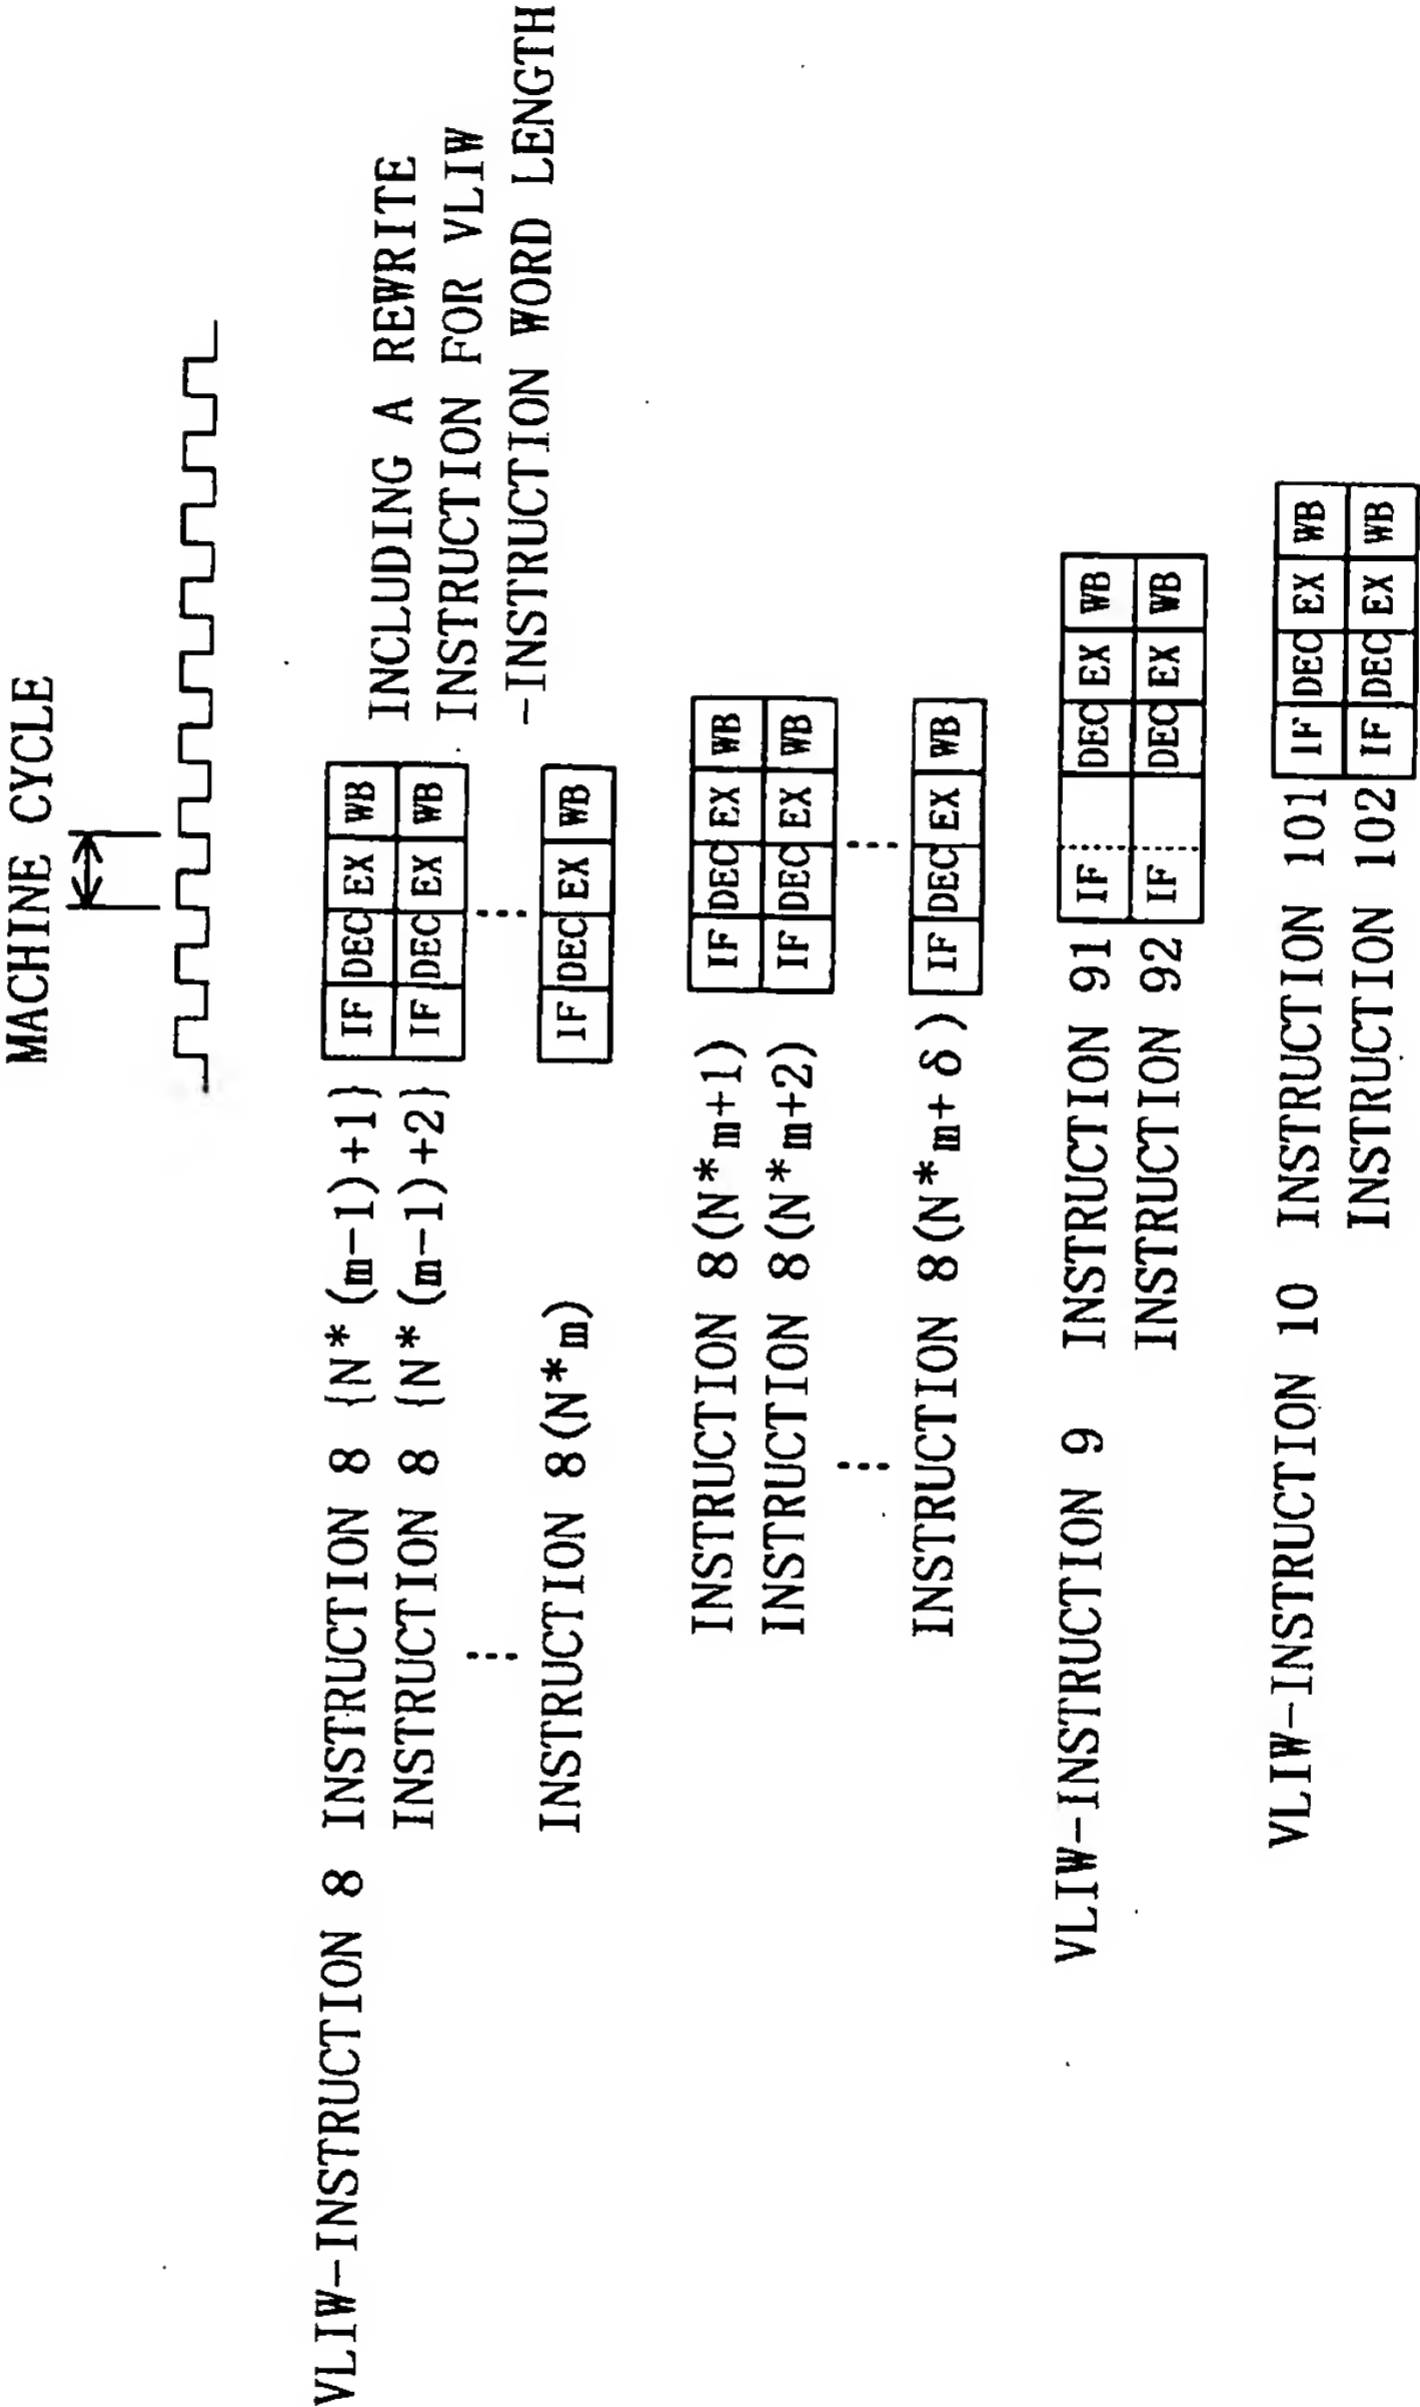 MACHINE CYCLE
VLIW-INSTRUCTION 8 INSTRUCTION 8 {N*(m-1)+1} IF DEC EX WB INCLUDING A REWRITE
INSTRUCTION 8 {N*(m-1)+2} IF DEC EX WB INSTRUCTION FOR VLIW
-INSTRUCTION WORD LENGTH
INSTRUCTION 8(N*m) IF DEC EX WB
INSTRUCTION 8(N*m+1) IF DEC EX WB
INSTRUCTION 8(N*m+2) IF DEC EX WB
INSTRUCTION 8(N*m+δ) IF DEC EX WB
VLIW-INSTRUCTION 9 INSTRUCTION 91 IF DEC EX WB
INSTRUCTION 92 IF DEC EX WB
VLIW-INSTRUCTION 10 INSTRUCTION 101 IF DEC EX WB
INSTRUCTION 102 IF DEC EX WB